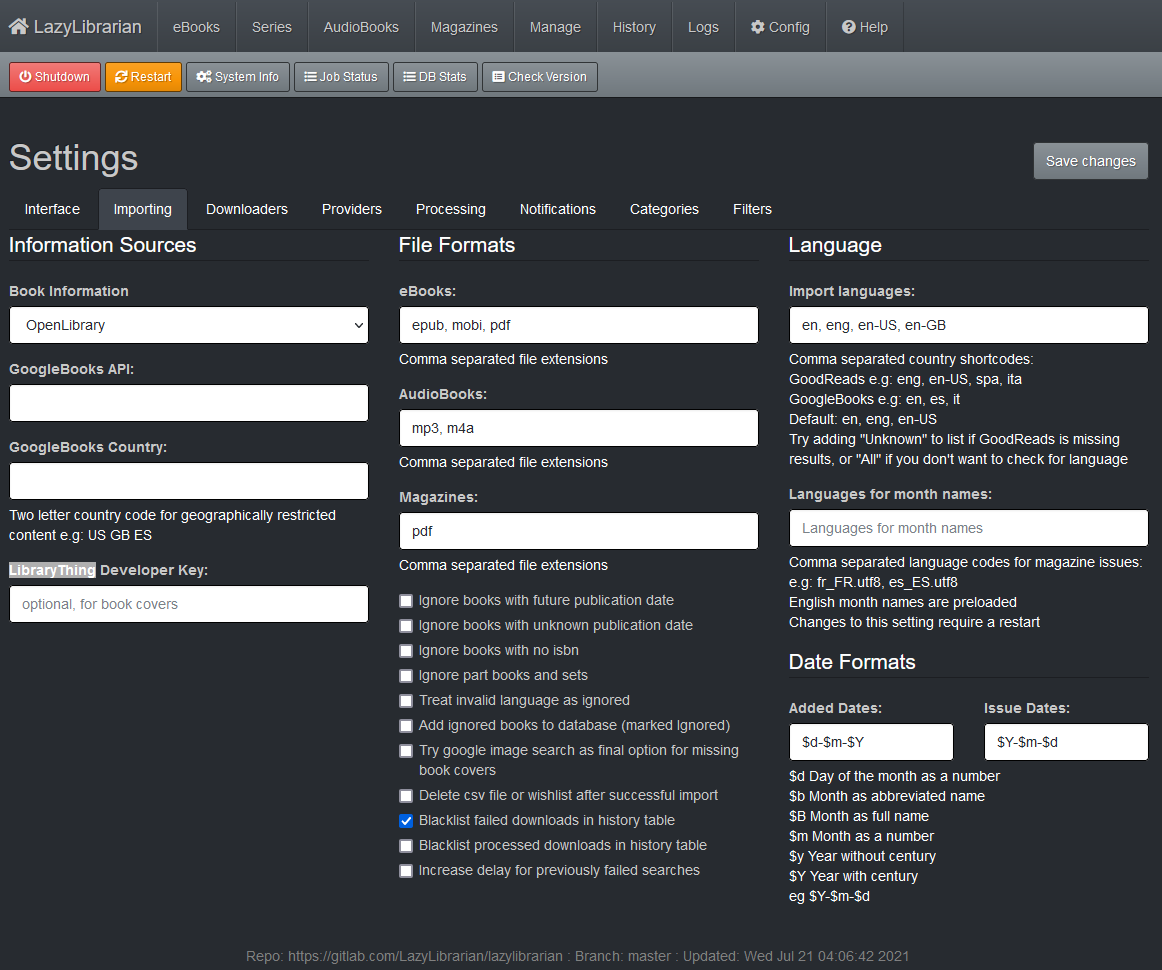 LazyLibrarian eBooks Series AudioBooks Magazines Manage History Logs Config Help
Shutdown Restart System Info Job Status DB Stats Check Version
Settings
Save changes
Interface Importing Downloaders Providers Processing Notifications Categories Filters
Information Sources
Book Information
OpenLibrary
GoogleBooks API:
GoogleBooks Country:
Two letter country code for geographically restricted
content e.g: US GB ES
LibraryThing Developer Key:
optional, for book covers
File Formats
eBooks:
epub, mobi, pdf
Comma separated file extensions
AudioBooks:
mp3, m4a
Comma separated file extensions
Magazines:
pdf
Comma separated file extensions
Ignore books with future publication date
Ignore books with unknown publication date
Ignore books with no isbn
Ignore part books and sets
Treat invalid language as ignored
Add ignored books to database (marked Ignored)
Try google image search as final option for missing
book covers
Delete csv file or wishlist after successful import
Blacklist failed downloads in history table
Blacklist processed downloads in history table
Increase delay for previously failed searches
Language
Import languages:
en, eng, en-US, en-GB
Comma separated country shortcodes:
GoodReads e.g: eng, en-US, spa, ita
GoogleBooks e.g: en, es, it
Default: en, eng, en-US
Try adding "Unknown" to list if GoodReads is missing
results, or "All" if you don't want to check for language
Languages for month names:
Languages for month names
Comma separated language codes for magazine issues:
e.g: fr_FR.utf8, es_ES.utf8
English month names are preloaded
Changes to this setting require a restart
Date Formats
Added Dates: Issue Dates:
$d-$m-$Y $Y-$m-$d
$d Day of the month as a number
$b Month as abbreviated name
$B Month as full name
$m Month as a number
$y Year without century
$Y Year with century
eg $Y-$m-$d
Repo: https://gitlab.com/LazyLibrarian/lazylibrarian : Branch: master : Updated: Wed Jul 21 04:06:42 2021